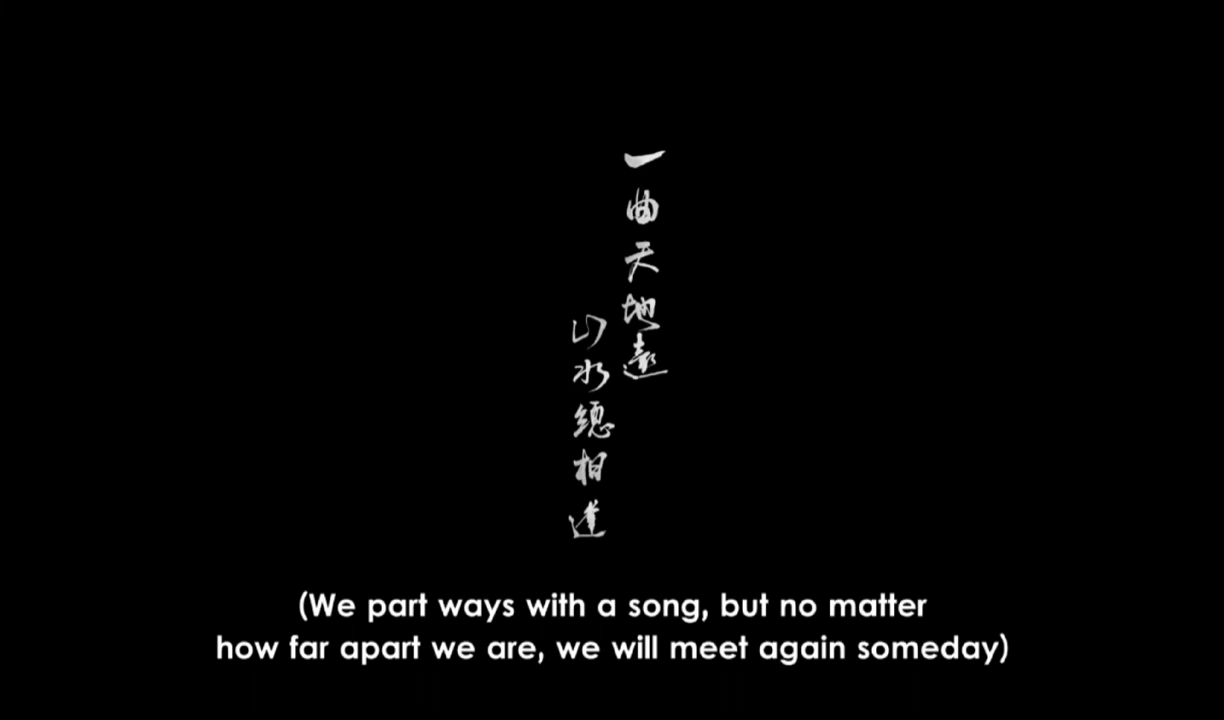 一曲天地遠
山水總相逢
(We part ways with a song, but no matter
how far apart we are, we will meet again someday)